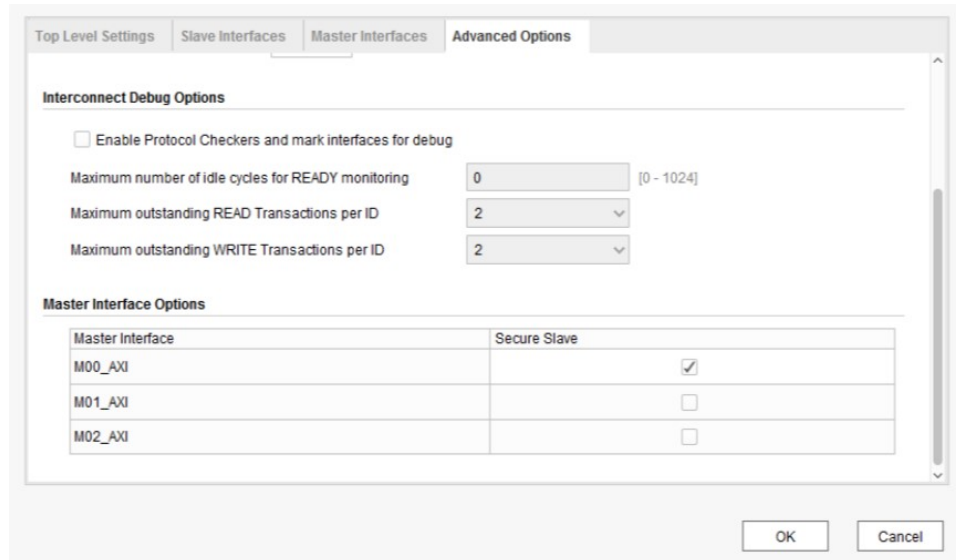 Top Level Settings Slave Interfaces Master Interfaces Advanced Options
Interconnect Debug Options
Enable Protocol Checkers and mark interfaces for debug
Maximum number of idle cycles for READY monitoring 0 [0 - 1024]
Maximum outstanding READ Transactions per ID 2
Maximum outstanding WRITE Transactions per ID 2
Master Interface Options
Master Interface Secure Slave
M00_AXI
M01_AXI
M02_AXI
OK Cancel